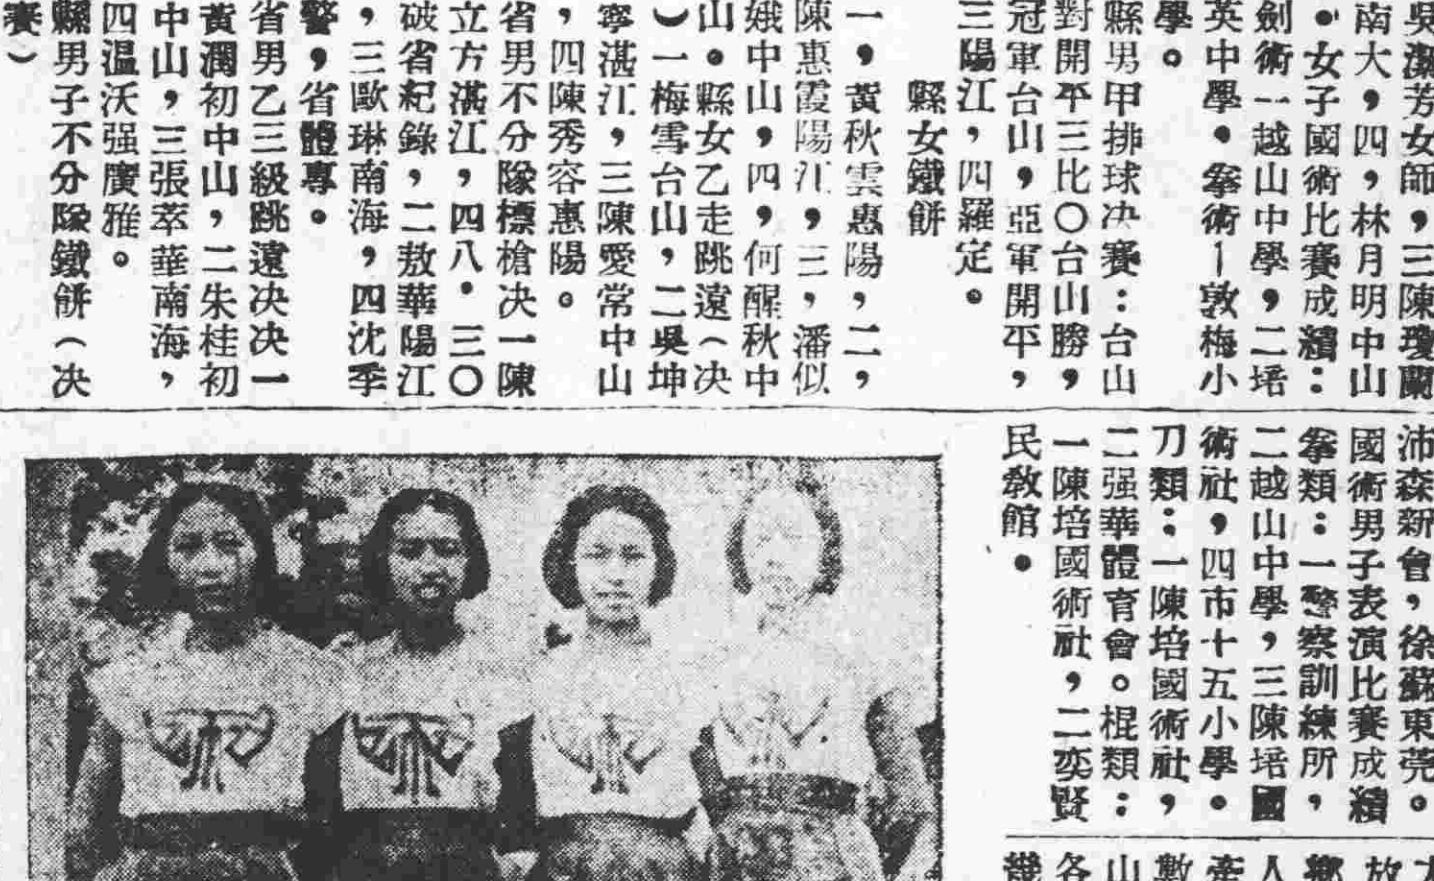 吳潔芳女師，三陳瓊蘭
南大，四，林月明中山
。女子國術比賽成績：
劍術一越山中學，二培
英中學。拳術－敦梅小
學。
縣男甲排球决賽：台山
對開平三比〇台山勝，
冠軍台山，亞軍開平，
三陽江，四羅定。
縣女鐵餅
一，黃秋雲惠陽，二，
陳惠霞陽江，三，潘似
娥中山，四，何醒秋中
山。縣女乙走跳遠（决
）一梅雪台山，二吳坤
寧湛江，三陳愛常中山
，四陳秀容惠陽。
省男不分隊標槍决一陳
立方湛江，四八．三〇
破省紀錄，二敖華陽江
，三歐琳南海，四沈季
警，省體專。
省男乙三級跳遠决决一
黃潤初中山，二朱桂初
中山，三張萃華南海，
四温沃强廣雅。
縣男子不分隊鐵餅（决
賽）
沛森新會，徐蘇東莞。
國術男子表演比賽成績
拳類：一警察訓練所，
二越山中學，三陳培國
術社，四市十五小學。
刀類：一陳培國術社，
二强華體育會。棍類：
一陳培國術社，二奕賢
民教館．